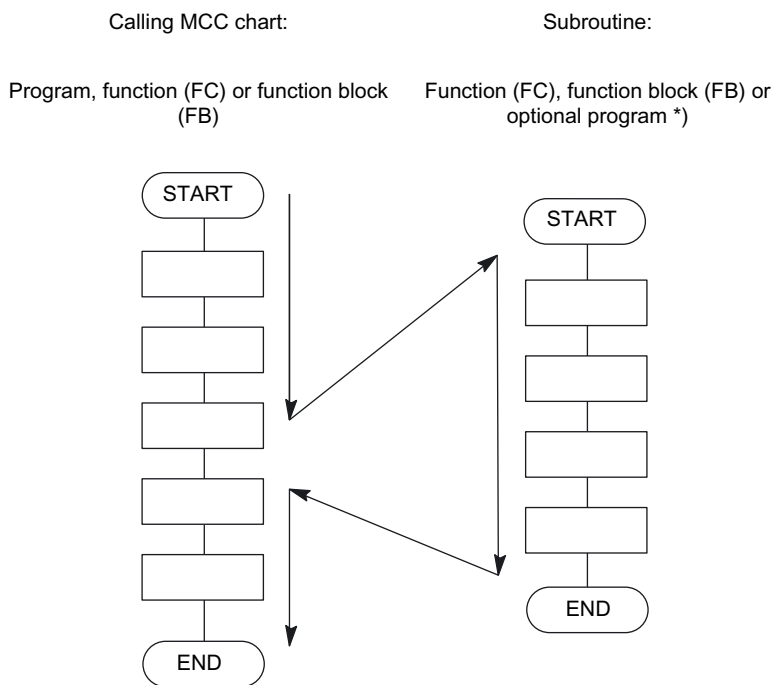 Calling MCC chart:
Program, function (FC) or function block
(FB)
START
END
Subroutine:
Function (FC), function block (FB) or
optional program *)
START
END